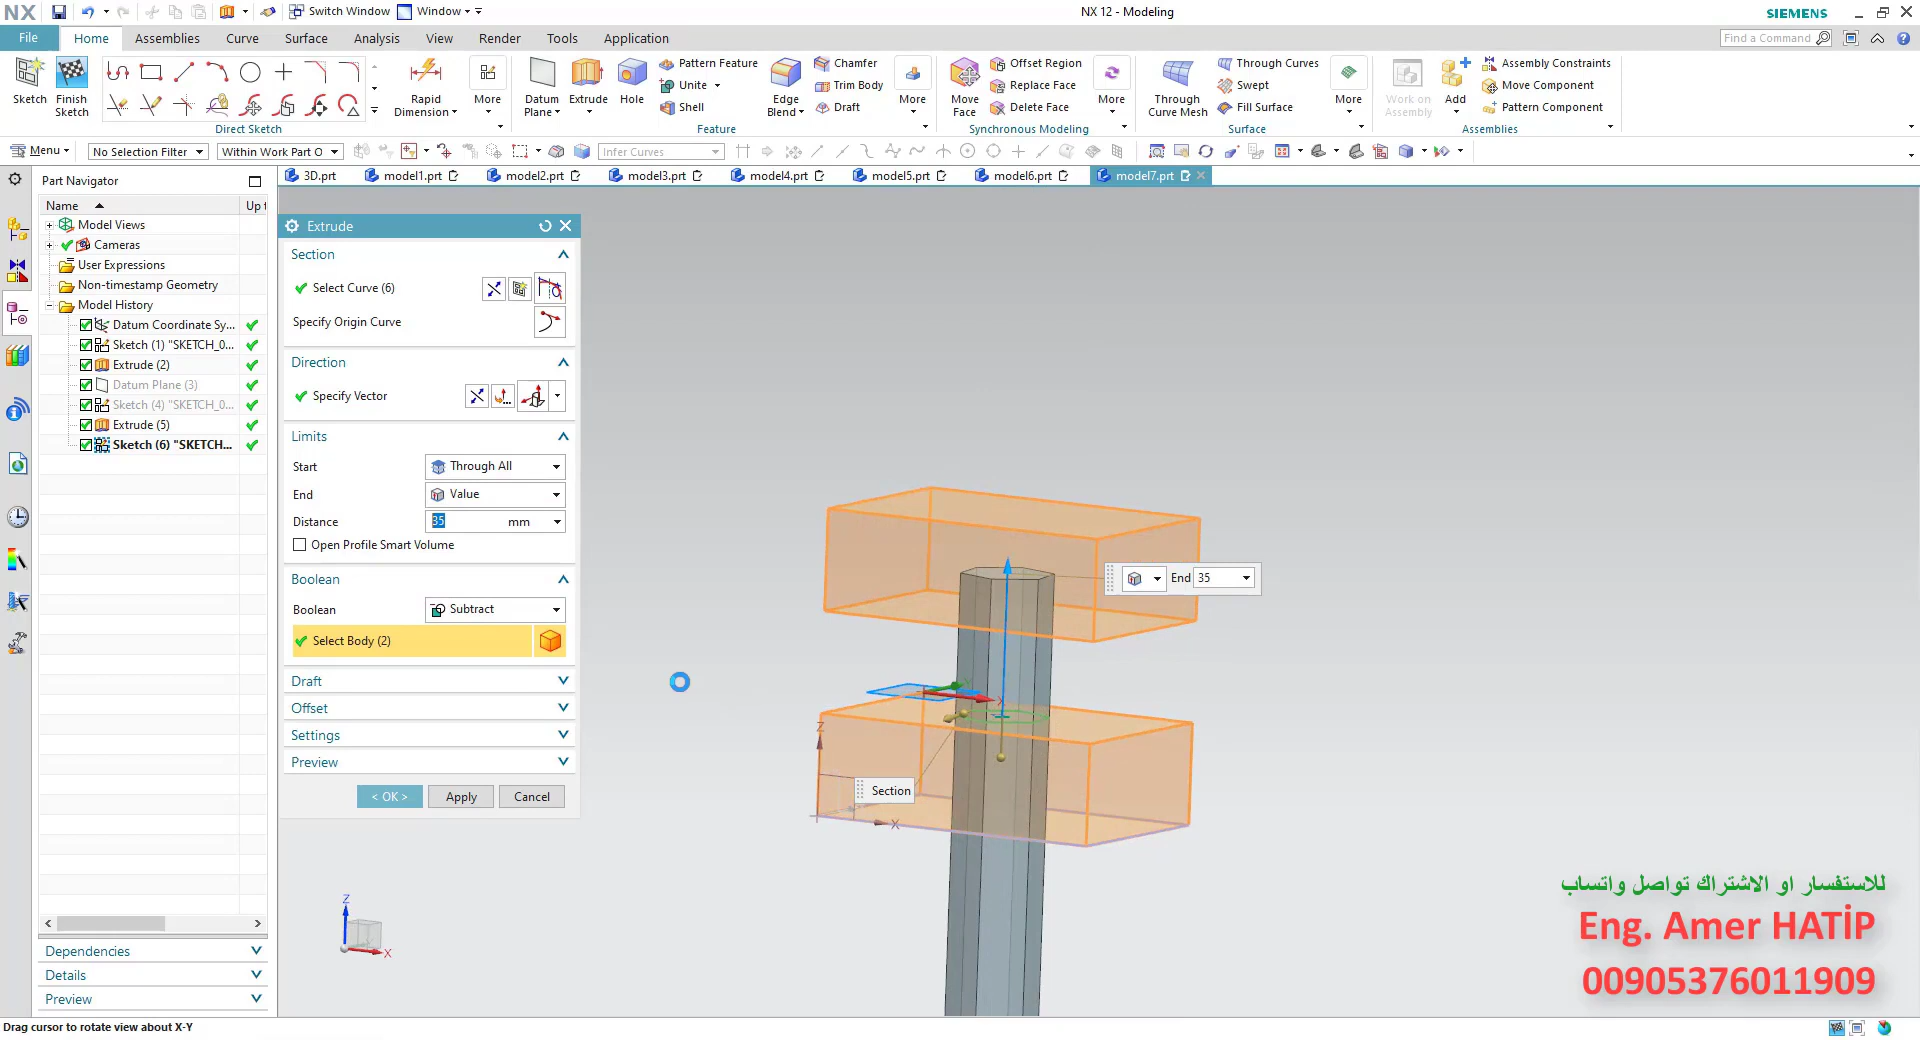 NX
Switch Window
Window
NX 12 - Modeling
SIEMENS
File
Home
Assemblies
Curve
Surface
Analysis
View
Render
Tools
Application
Find a Command
Sketch
Finish Sketch
Direct Sketch
Rapid Dimension
More
Datum Plane
Extrude
Hole
Pattern Feature
Unite
Shell
Edge Blend
Chamfer
Trim Body
Draft
More
Feature
Move Face
Offset Region
Replace Face
Delete Face
More
Synchronous Modeling
Through Curve Mesh
Through Curves
Swept
Fill Surface
More
Surface
Work on Assembly
Add
Assembly Constraints
Move Component
Pattern Component
Assemblies
Menu
No Selection Filter
Within Work Part O
Infer Curves
3D.prt
model1.prt
model2.prt
model3.prt
model4.prt
model5.prt
model6.prt
model7.prt
Part Navigator
Name
Up t
Model Views
Cameras
User Expressions
Non-timestamp Geometry
Model History
Datum Coordinate Sy...
Sketch (1) "SKETCH_0...
Extrude (2)
Datum Plane (3)
Sketch (4) "SKETCH_0...
Extrude (5)
Sketch (6) "SKETCH...
Dependencies
Details
Preview
Extrude
Section
Select Curve (6)
Specify Origin Curve
Direction
Specify Vector
Limits
Start
Through All
End
Value
Distance
35
mm
Open Profile Smart Volume
Boolean
Boolean
Subtract
Select Body (2)
Draft
Offset
Settings
Preview
< OK >
Apply
Cancel
End 35
Section
X
Y
Z
X
Z
X
للاستفسار او الاشتراك تواصل واتساب
Eng. Amer HATİP
00905376011909
Drag cursor to rotate view about X-Y